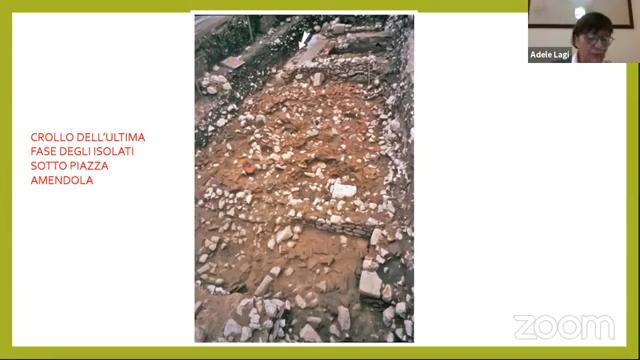 CROLLO DELL'ULTIMA
FASE DEGLI ISOLATI
SOTTO PIAZZA
AMENDOLA
Adele Lagi
zoom